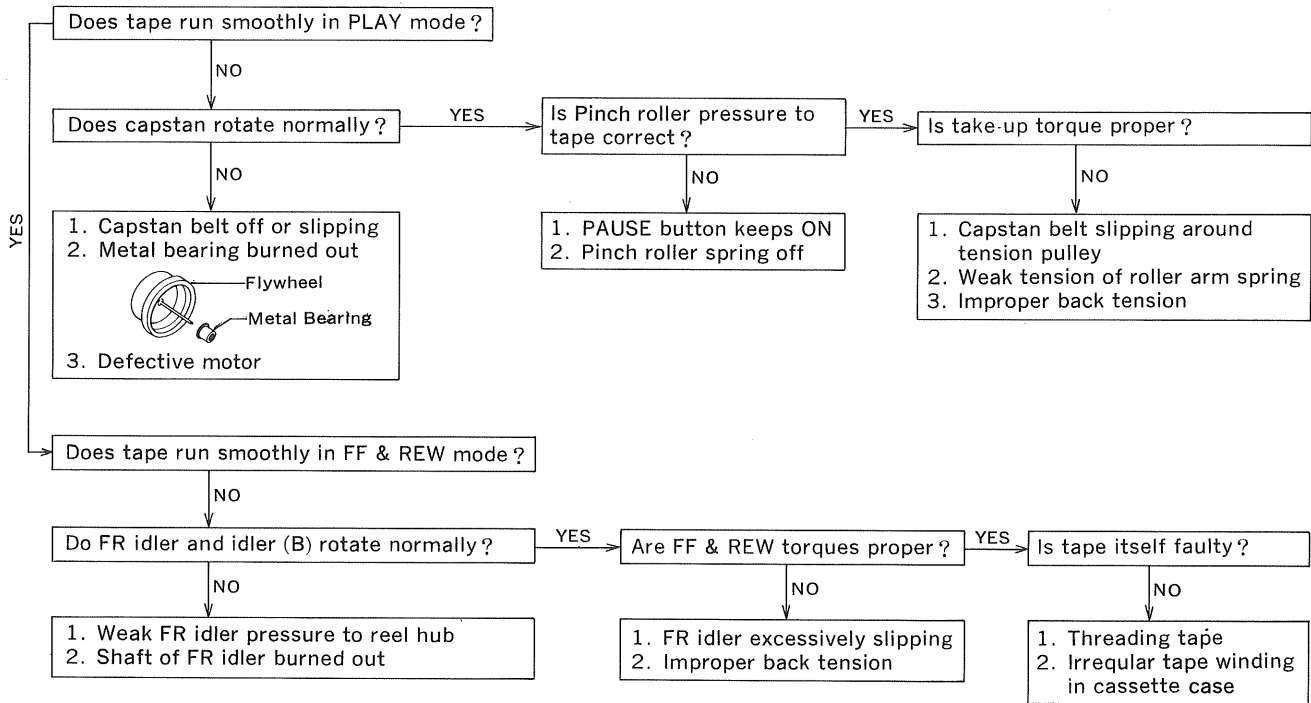 Does tape run smoothly in PLAY mode?
NO
Does capstan rotate normally?
YES
Is Pinch roller pressure to
tape correct?
YES
Is take-up torque proper?
NO
NO
NO
YES
1. Capstan belt off or slipping
2. Metal bearing burned out
Flywheel
Metal Bearing
3. Defective motor
1. PAUSE button keeps ON
2. Pinch roller spring off
1. Capstan belt slipping around
tension pulley
2. Weak tension of roller arm spring
3. Improper back tension
Does tape run smoothly in FF & REW mode?
NO
Do FR idler and idler (B) rotate normally?
YES
Are FF & REW torques proper?
YES
Is tape itself faulty?
NO
NO
NO
1. Weak FR idler pressure to reel hub
2. Shaft of FR idler burned out
1. FR idler excessively slipping
2. Improper back tension
1. Threading tape
2. Irregular tape winding
in cassette case